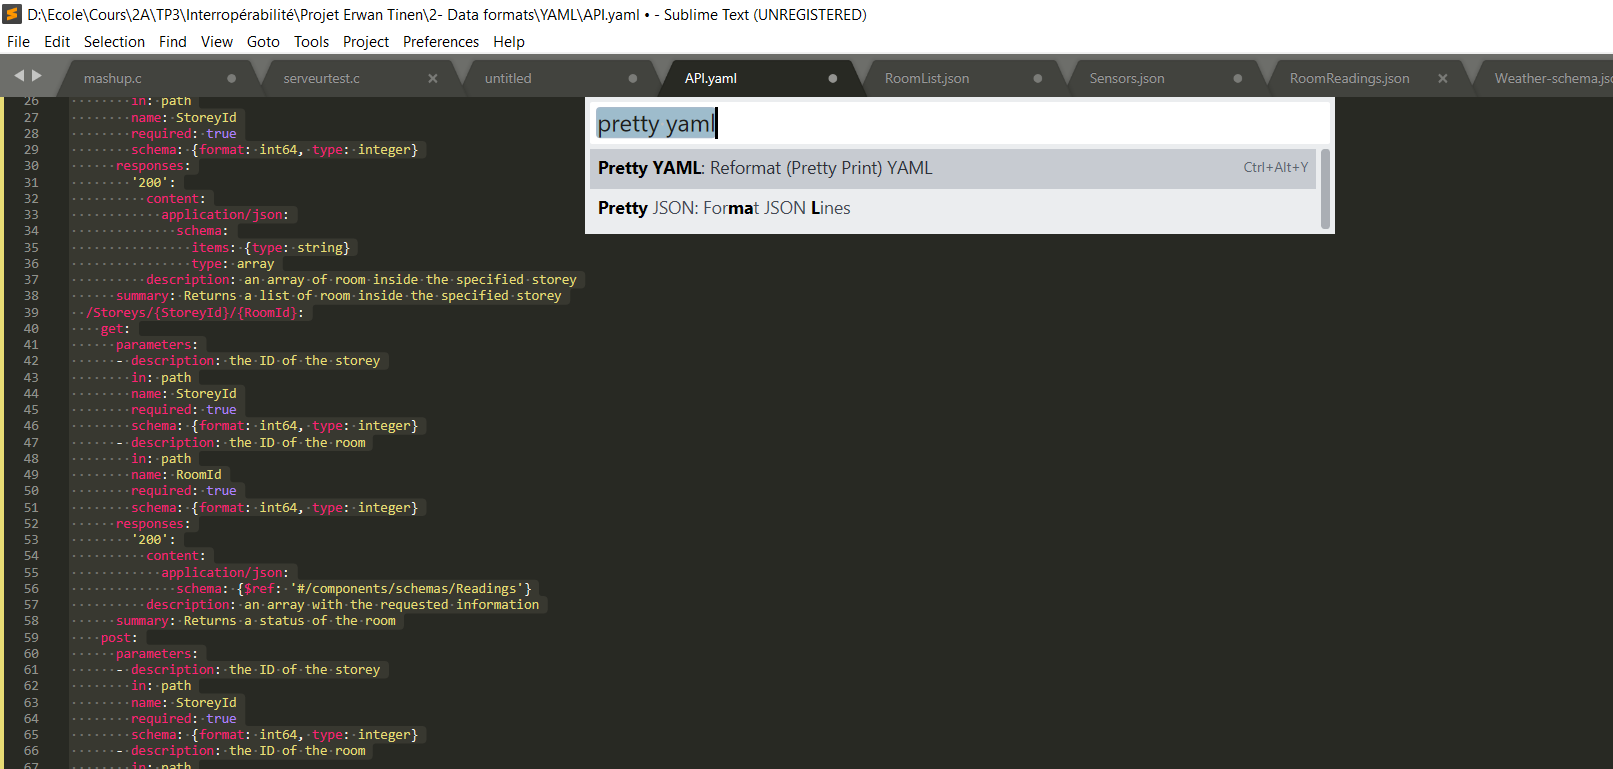 D:\Ecole\Cours\2A\TP3\Interropérabilité\Projet Erwan Tinen\2- Data formats\YAML\API.yaml • - Sublime Text (UNREGISTERED)
File Edit Selection Find View Goto Tools Project Preferences Help
mashup.c serveurtest.c untitled API.yaml RoomList.json Sensors.json RoomReadings.json Weather-schema.jso
pretty yaml
Pretty YAML: Reformat (Pretty Print) YAML Ctrl+Alt+Y
Pretty JSON: Format JSON Lines
26 in: path
27 name: StoreyId
28 required: true
29 schema: {format: int64, type: integer}
30 responses:
31 '200':
32 content:
33 application/json:
34 schema:
35 items: {type: string}
36 type: array
37 description: an array of room inside the specified storey
38 summary: Returns a list of room inside the specified storey
39 /Storeys/{StoreyId}/{RoomId}:
40 get:
41 parameters:
42 - description: the ID of the storey
43 in: path
44 name: StoreyId
45 required: true
46 schema: {format: int64, type: integer}
47 - description: the ID of the room
48 in: path
49 name: RoomId
50 required: true
51 schema: {format: int64, type: integer}
52 responses:
53 '200':
54 content:
55 application/json:
56 schema: {$ref: '#/components/schemas/Readings'}
57 description: an array with the requested information
58 summary: Returns a status of the room
59 post:
60 parameters:
61 - description: the ID of the storey
62 in: path
63 name: StoreyId
64 required: true
65 schema: {format: int64, type: integer}
66 - description: the ID of the room
67 in: path